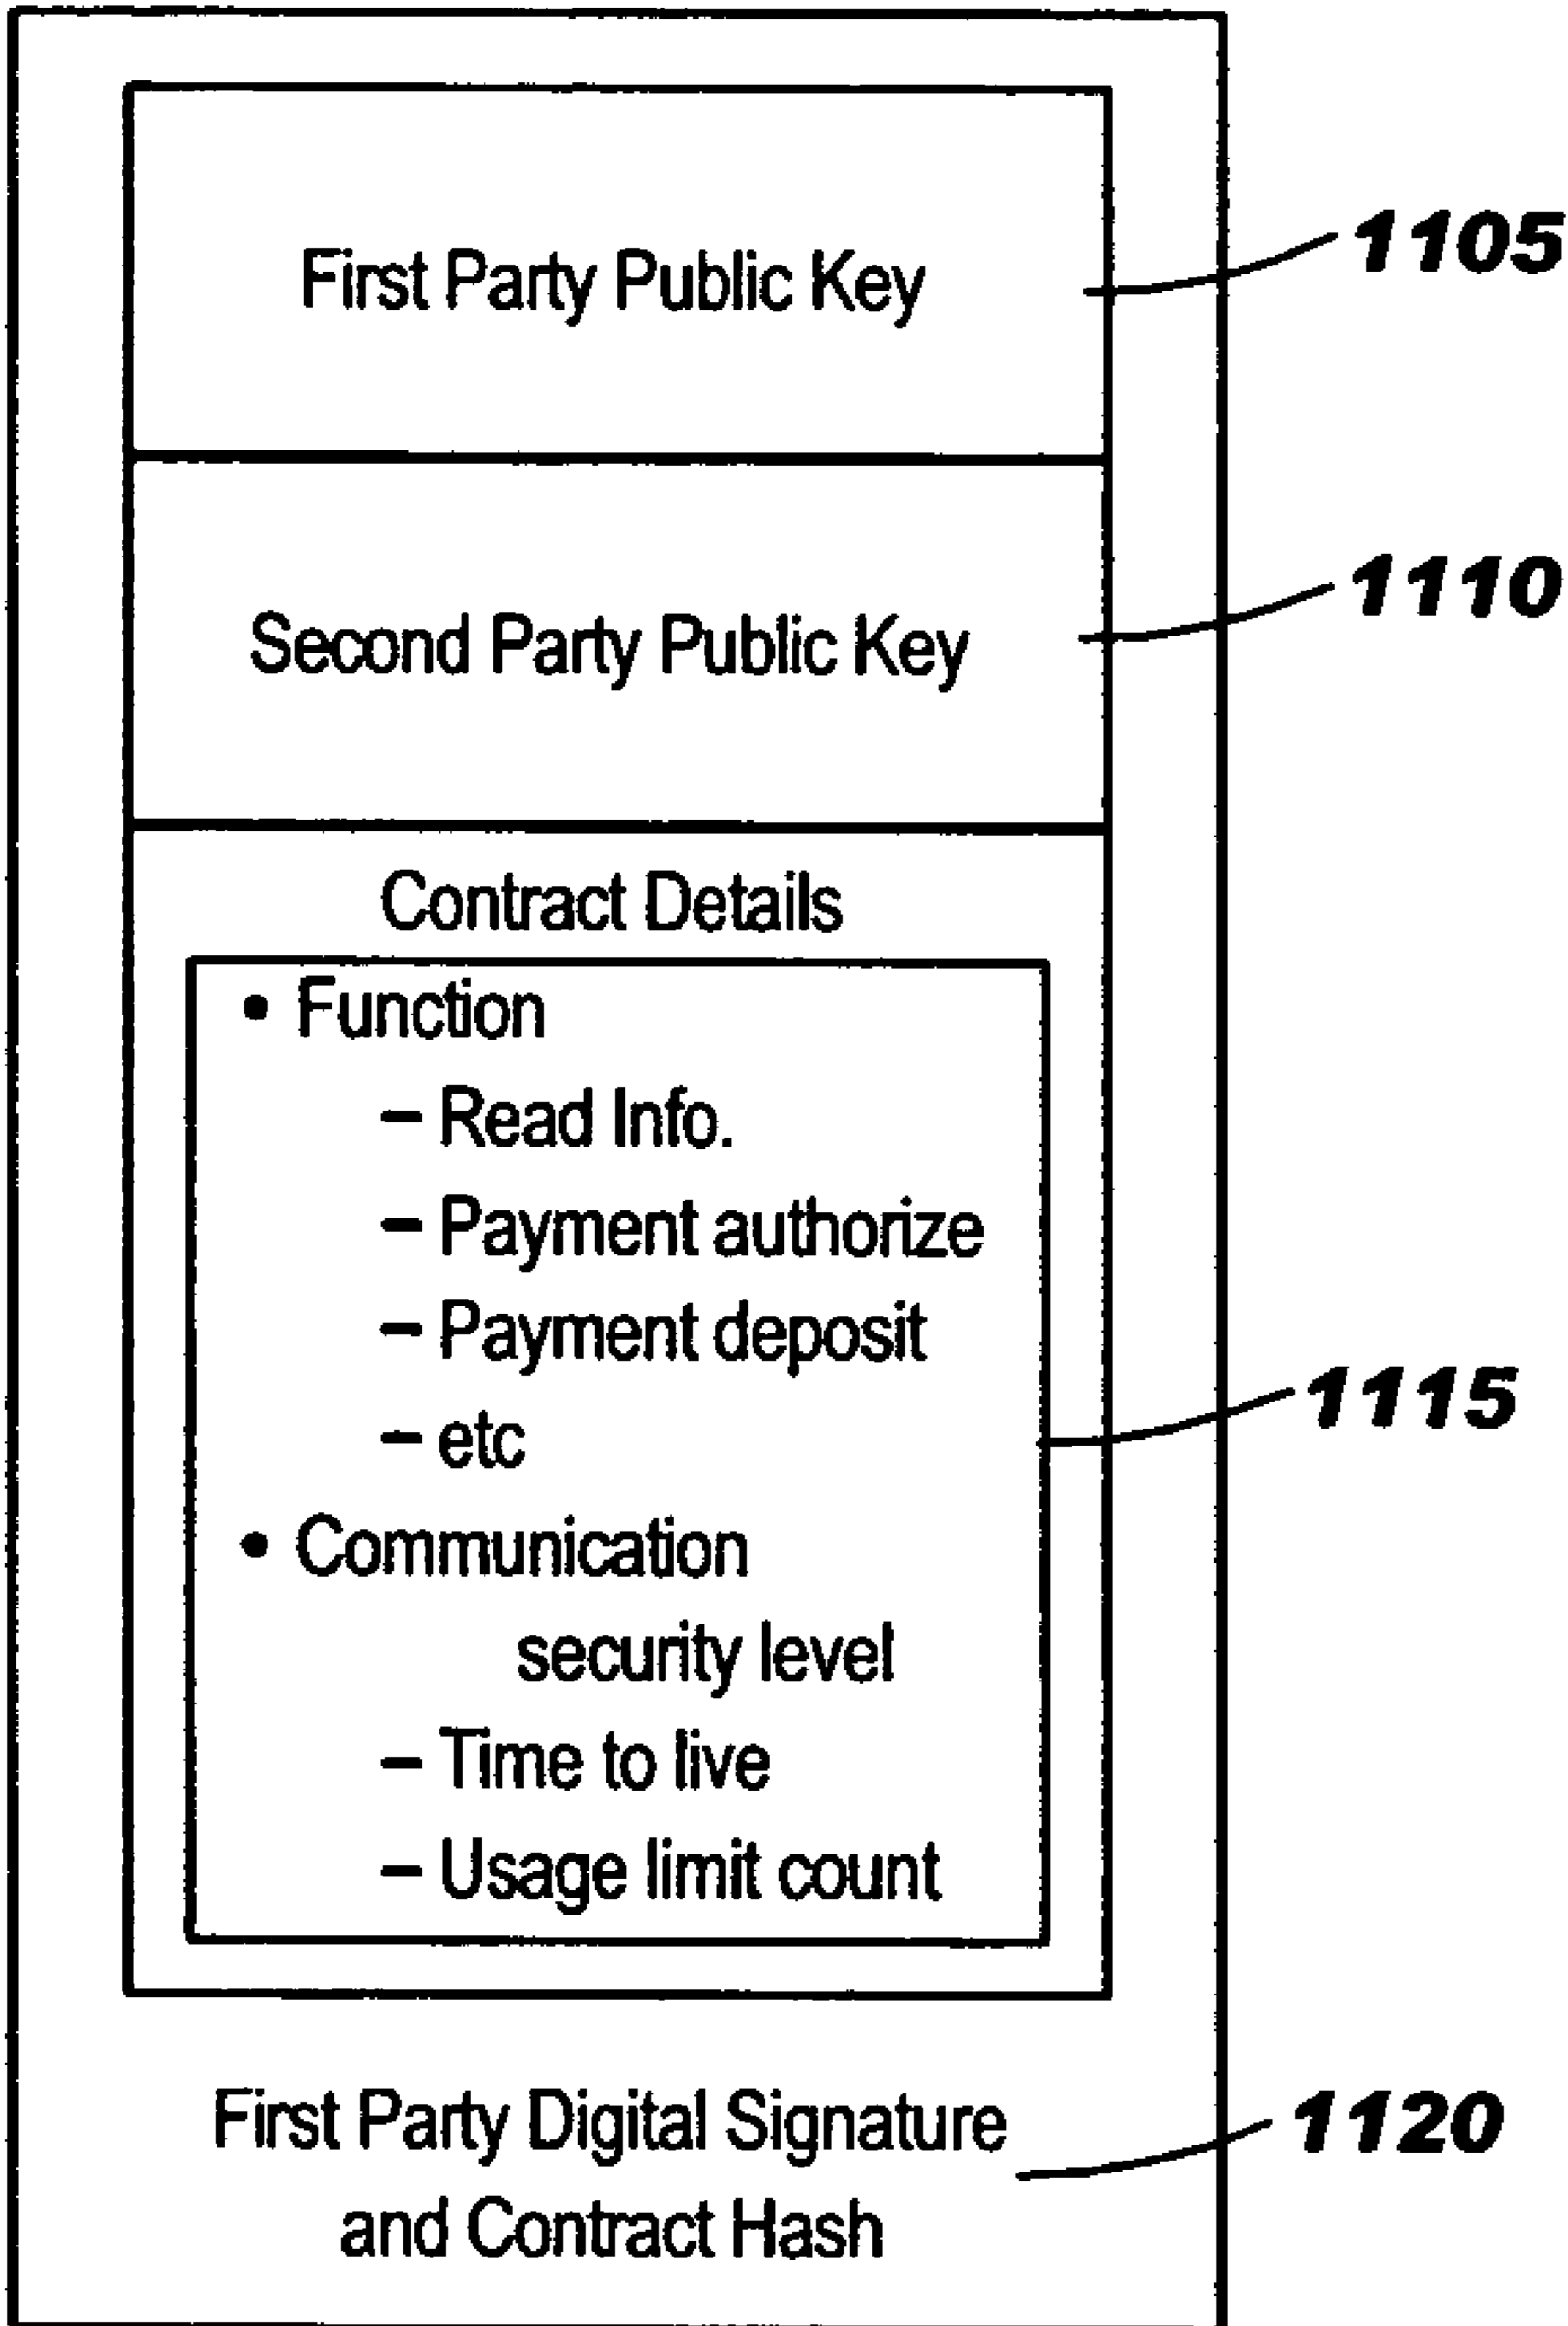 First Party Public Key
1105
Second Party Public Key
1110
Contract Details
• Function
– Read Info.
– Payment authorize
– Payment deposit
– etc
1115
• Communication
security level
– Time to live
– Usage limit count
First Party Digital Signature
and Contract Hash
1120